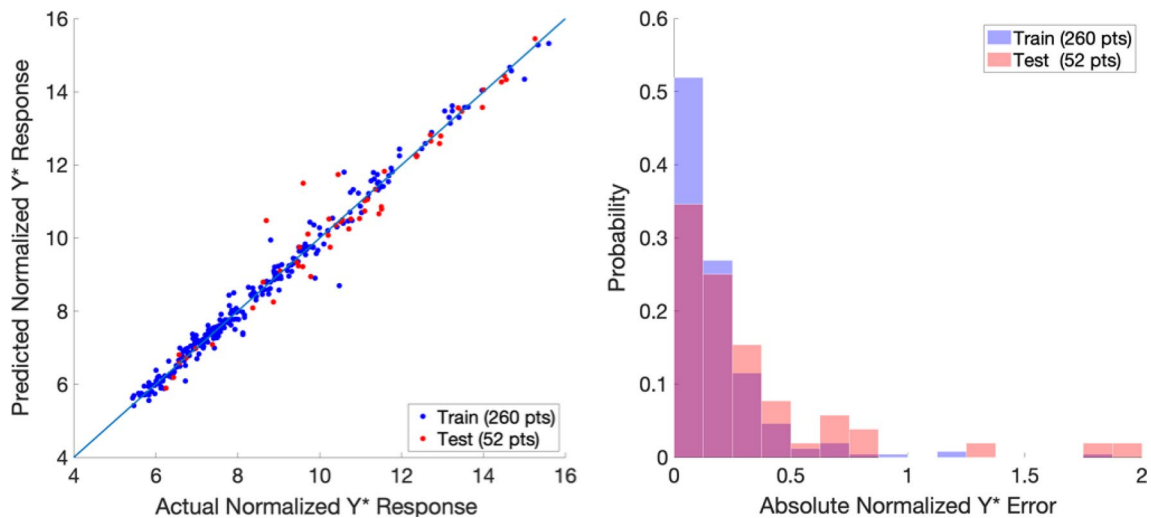 16
14
12
10
8
6
4
4 6 8 10 12 14 16
Predicted Normalized Y* Response
Actual Normalized Y* Response
Train (260 pts)
Test (52 pts)
0.6
0.5
0.4
0.3
0.2
0.1
0
0 0.5 1 1.5 2
Probability
Absolute Normalized Y* Error
Train (260 pts)
Test (52 pts)